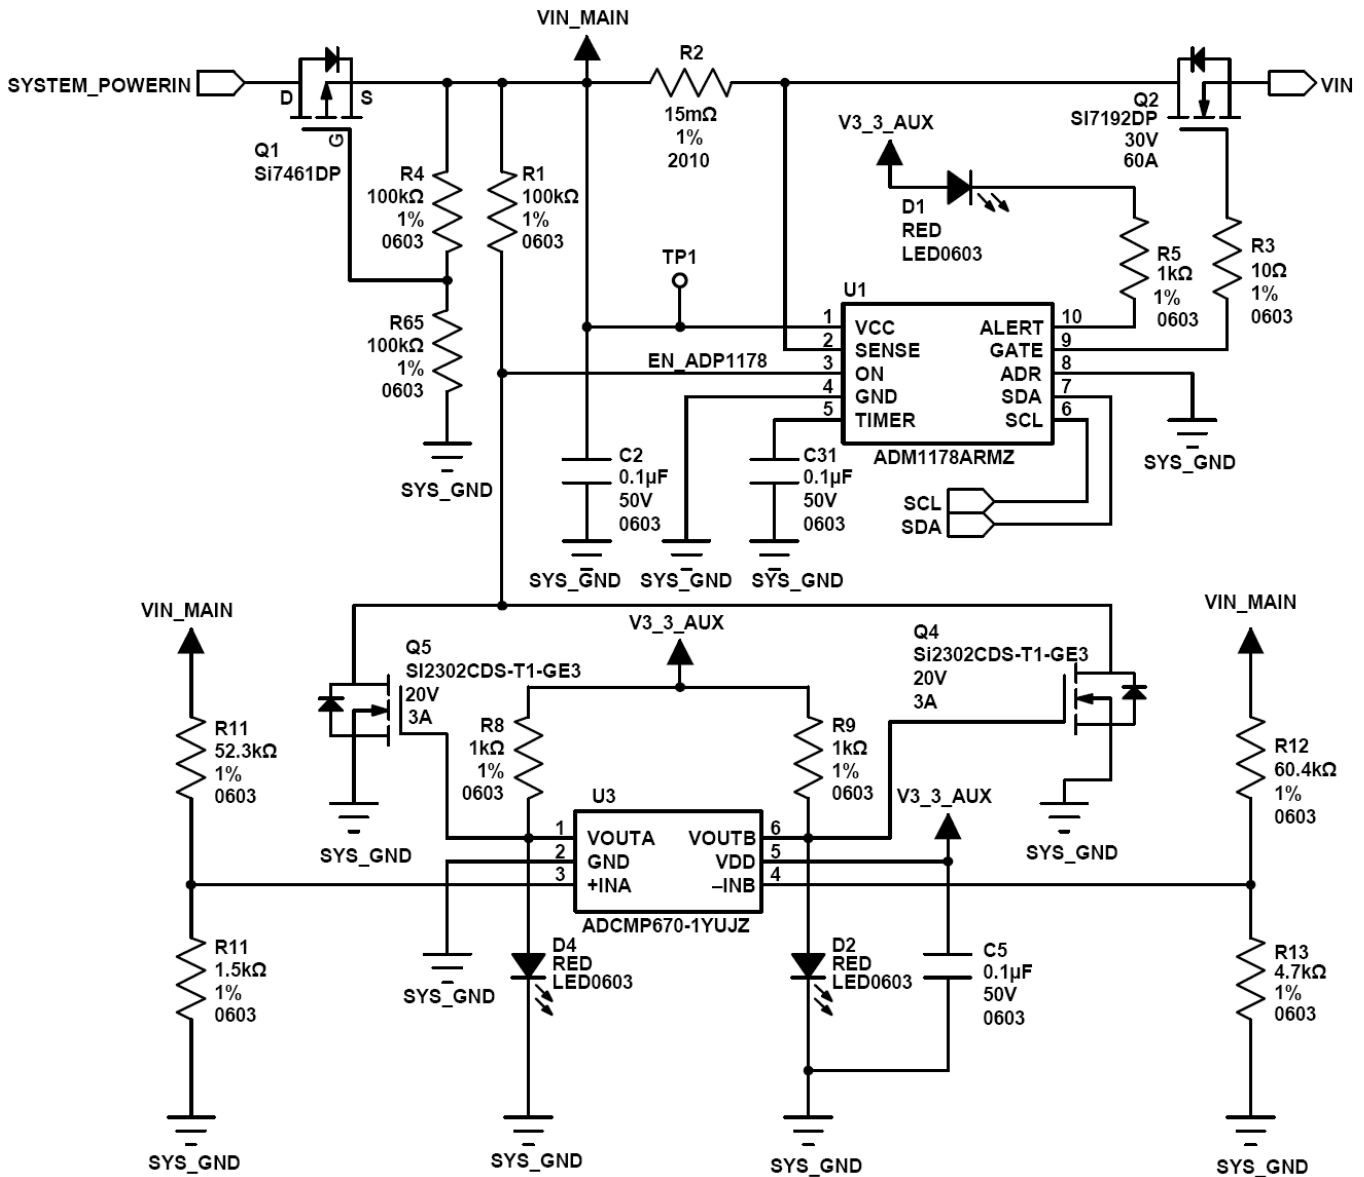 VIN_MAIN
SYSTEM_POWERIN
D
S
G
Q1
Si7461DP
R2
15mΩ
1%
2010
Q2
SI7192DP
30V
60A
VIN
V3_3_AUX
D1
RED
LED0603
R4
100kΩ
1%
0603
R1
100kΩ
1%
0603
R5
1kΩ
1%
0603
R3
10Ω
1%
0603
TP1
R65
100kΩ
1%
0603
SYS_GND
EN_ADP1178
U1
1 VCC
2 SENSE
3 ON
4 GND
5 TIMER
ALERT 10
GATE 9
ADR 8
SDA 7
SCL 6
ADM1178ARMZ
SYS_GND
C2
0.1µF
50V
0603
C31
0.1µF
50V
0603
SCL
SDA
SYS_GND
SYS_GND
SYS_GND
VIN_MAIN
Q5
SI2302CDS-T1-GE3
20V
3A
V3_3_AUX
Q4
Si2302CDS-T1-GE3
20V
3A
VIN_MAIN
R11
52.3kΩ
1%
0603
R8
1kΩ
1%
0603
R9
1kΩ
1%
0603
R12
60.4kΩ
1%
0603
SYS_GND
SYS_GND
V3_3_AUX
U3
1 VOUTA
2 GND
3 +INA
VOUTB 6
VDD 5
–INB 4
ADCMP670-1YUJZ
R11
1.5kΩ
1%
0603
SYS_GND
D4
RED
LED0603
D2
RED
LED0603
C5
0.1µF
50V
0603
R13
4.7kΩ
1%
0603
SYS_GND
SYS_GND
SYS_GND
SYS_GND